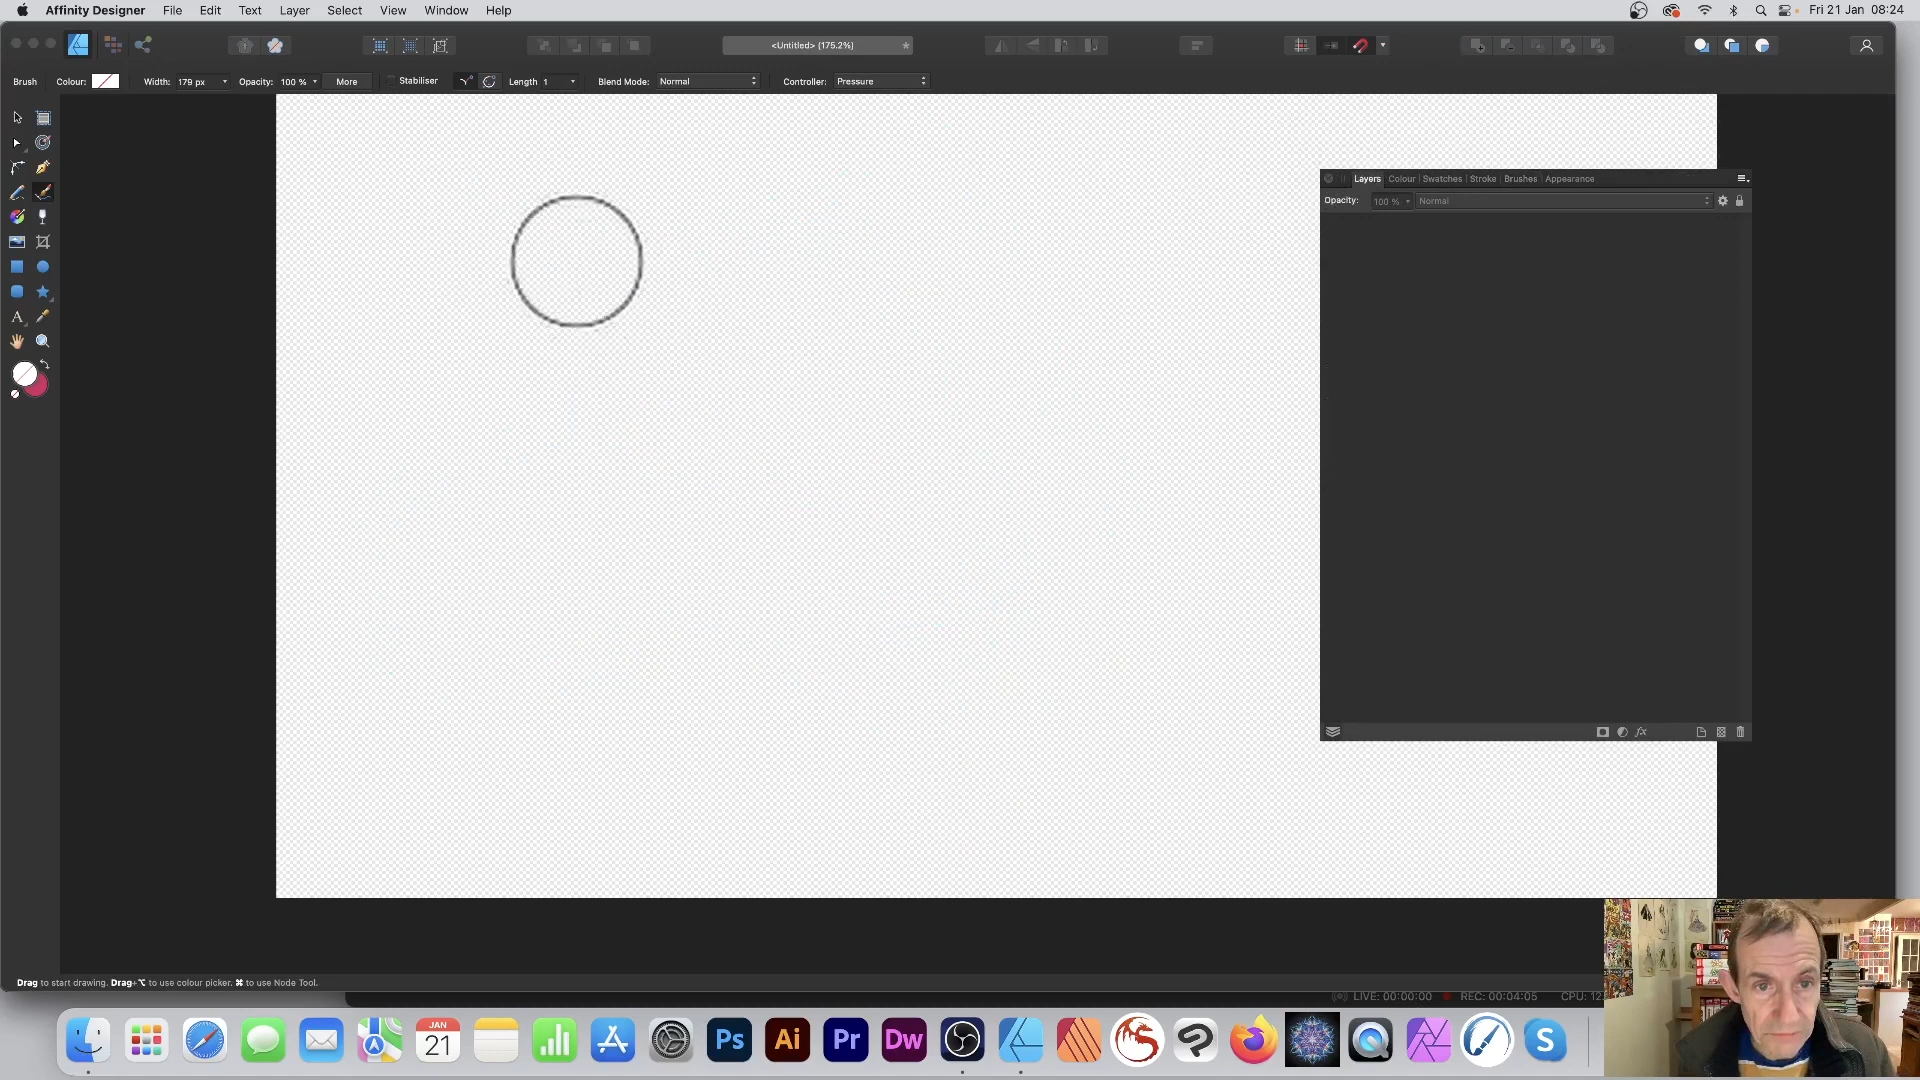 Affinity Designer File Edit Text Layer Select View Window Help Fri 21 Jan 08:24
<Untitled> (175.2%)
Brush Colour: Width: 179 px Opacity: 100 % More Stabiliser Length 1 Blend Mode: Normal Controller: Pressure
Layers Colour Swatches Stroke Brushes Appearance
Opacity: 100 % Normal
A
fx
Drag to start drawing. Drag+⌥ to use colour picker. ⌘ to use Node Tool.
LIVE: 00:00:00 REC: 00:04:05 CPU: 12
JAN
21
Ps Ai Pr Dw
S